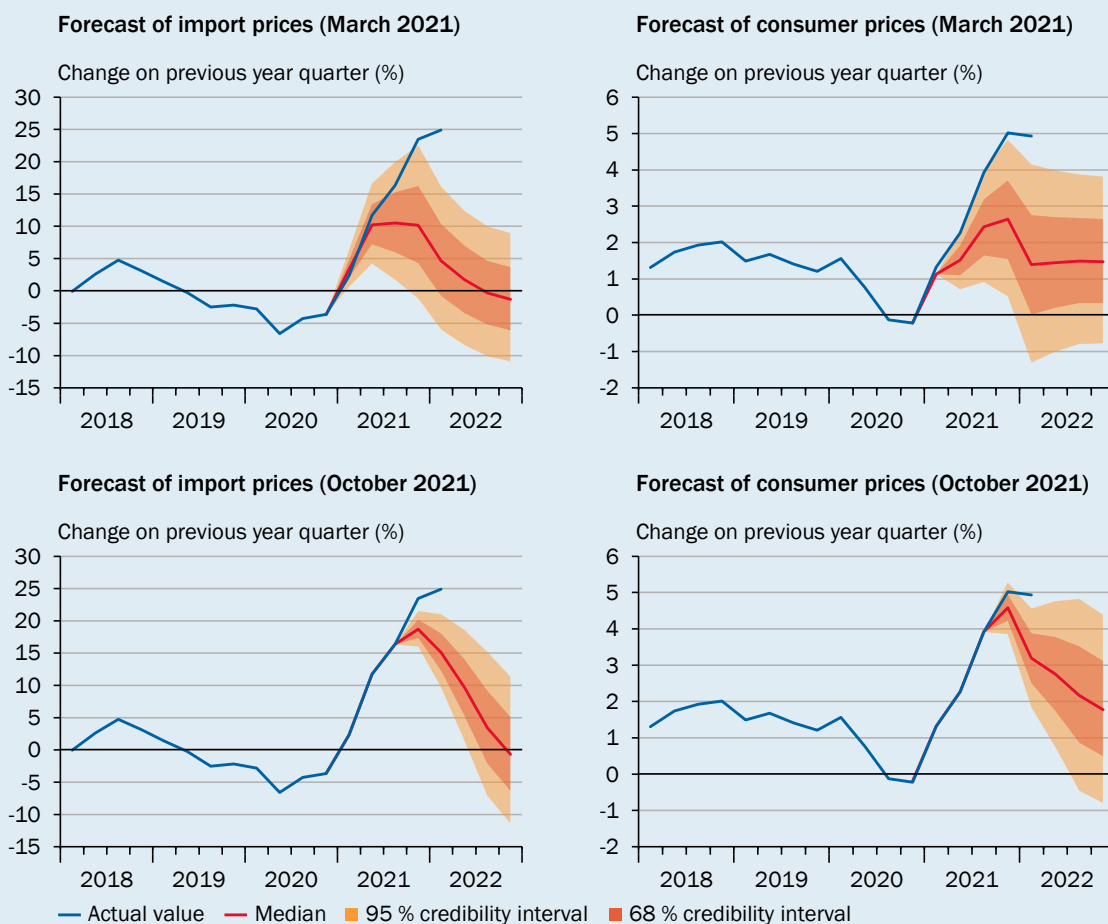 Forecast of import prices (March 2021)
Change on previous year quarter (%)
30
25
20
15
10
5
0
-5
-10
-15
2018 2019 2020 2021 2022
Forecast of consumer prices (March 2021)
Change on previous year quarter (%)
6
5
4
3
2
1
0
-1
-2
2018 2019 2020 2021 2022
Forecast of import prices (October 2021)
Change on previous year quarter (%)
30
25
20
15
10
5
0
-5
-10
-15
2018 2019 2020 2021 2022
Forecast of consumer prices (October 2021)
Change on previous year quarter (%)
6
5
4
3
2
1
0
-1
-2
2018 2019 2020 2021 2022
Actual value Median 95 % credibility interval 68 % credibility interval